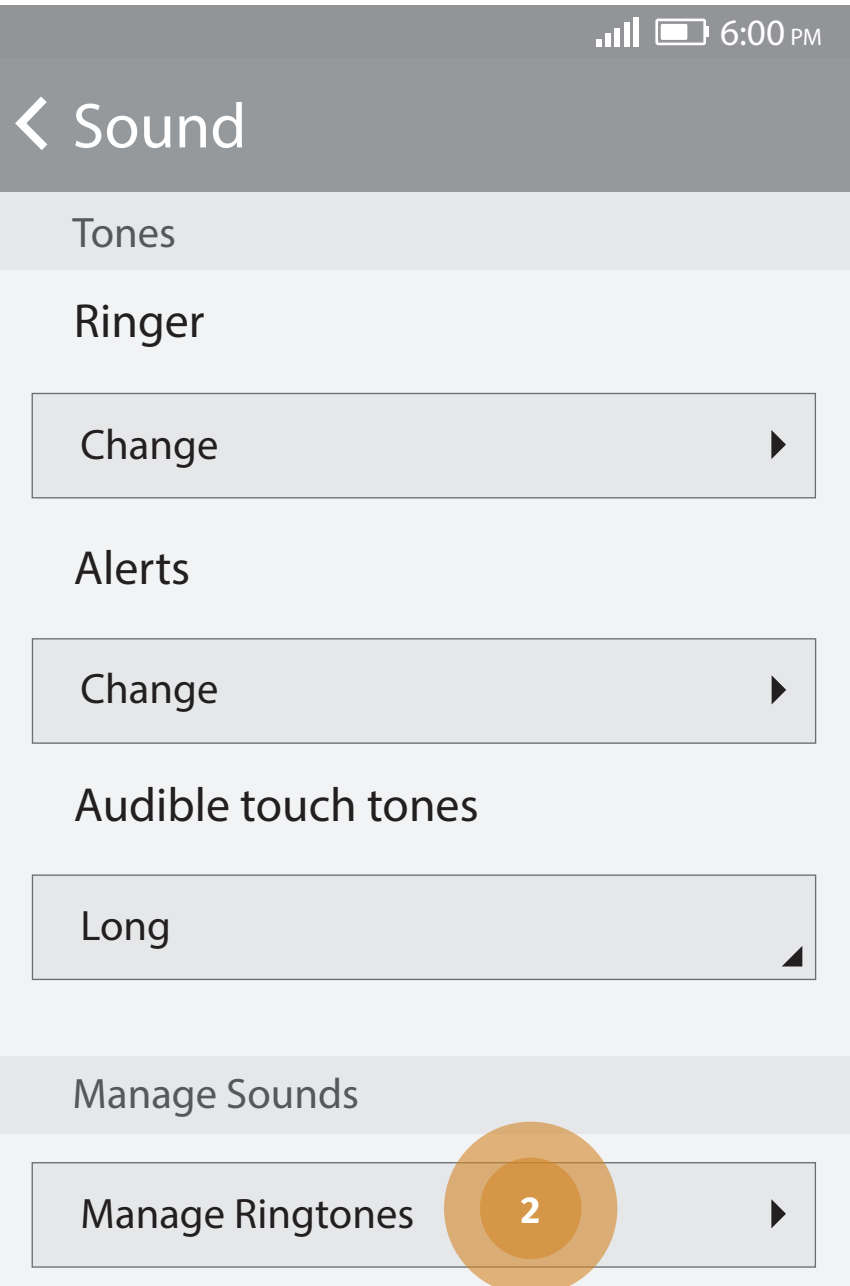 6:00 PM
Sound
Tones
Ringer
Change
Alerts
Change
Audible touch tones
Long
Manage Sounds
Manage Ringtones 2